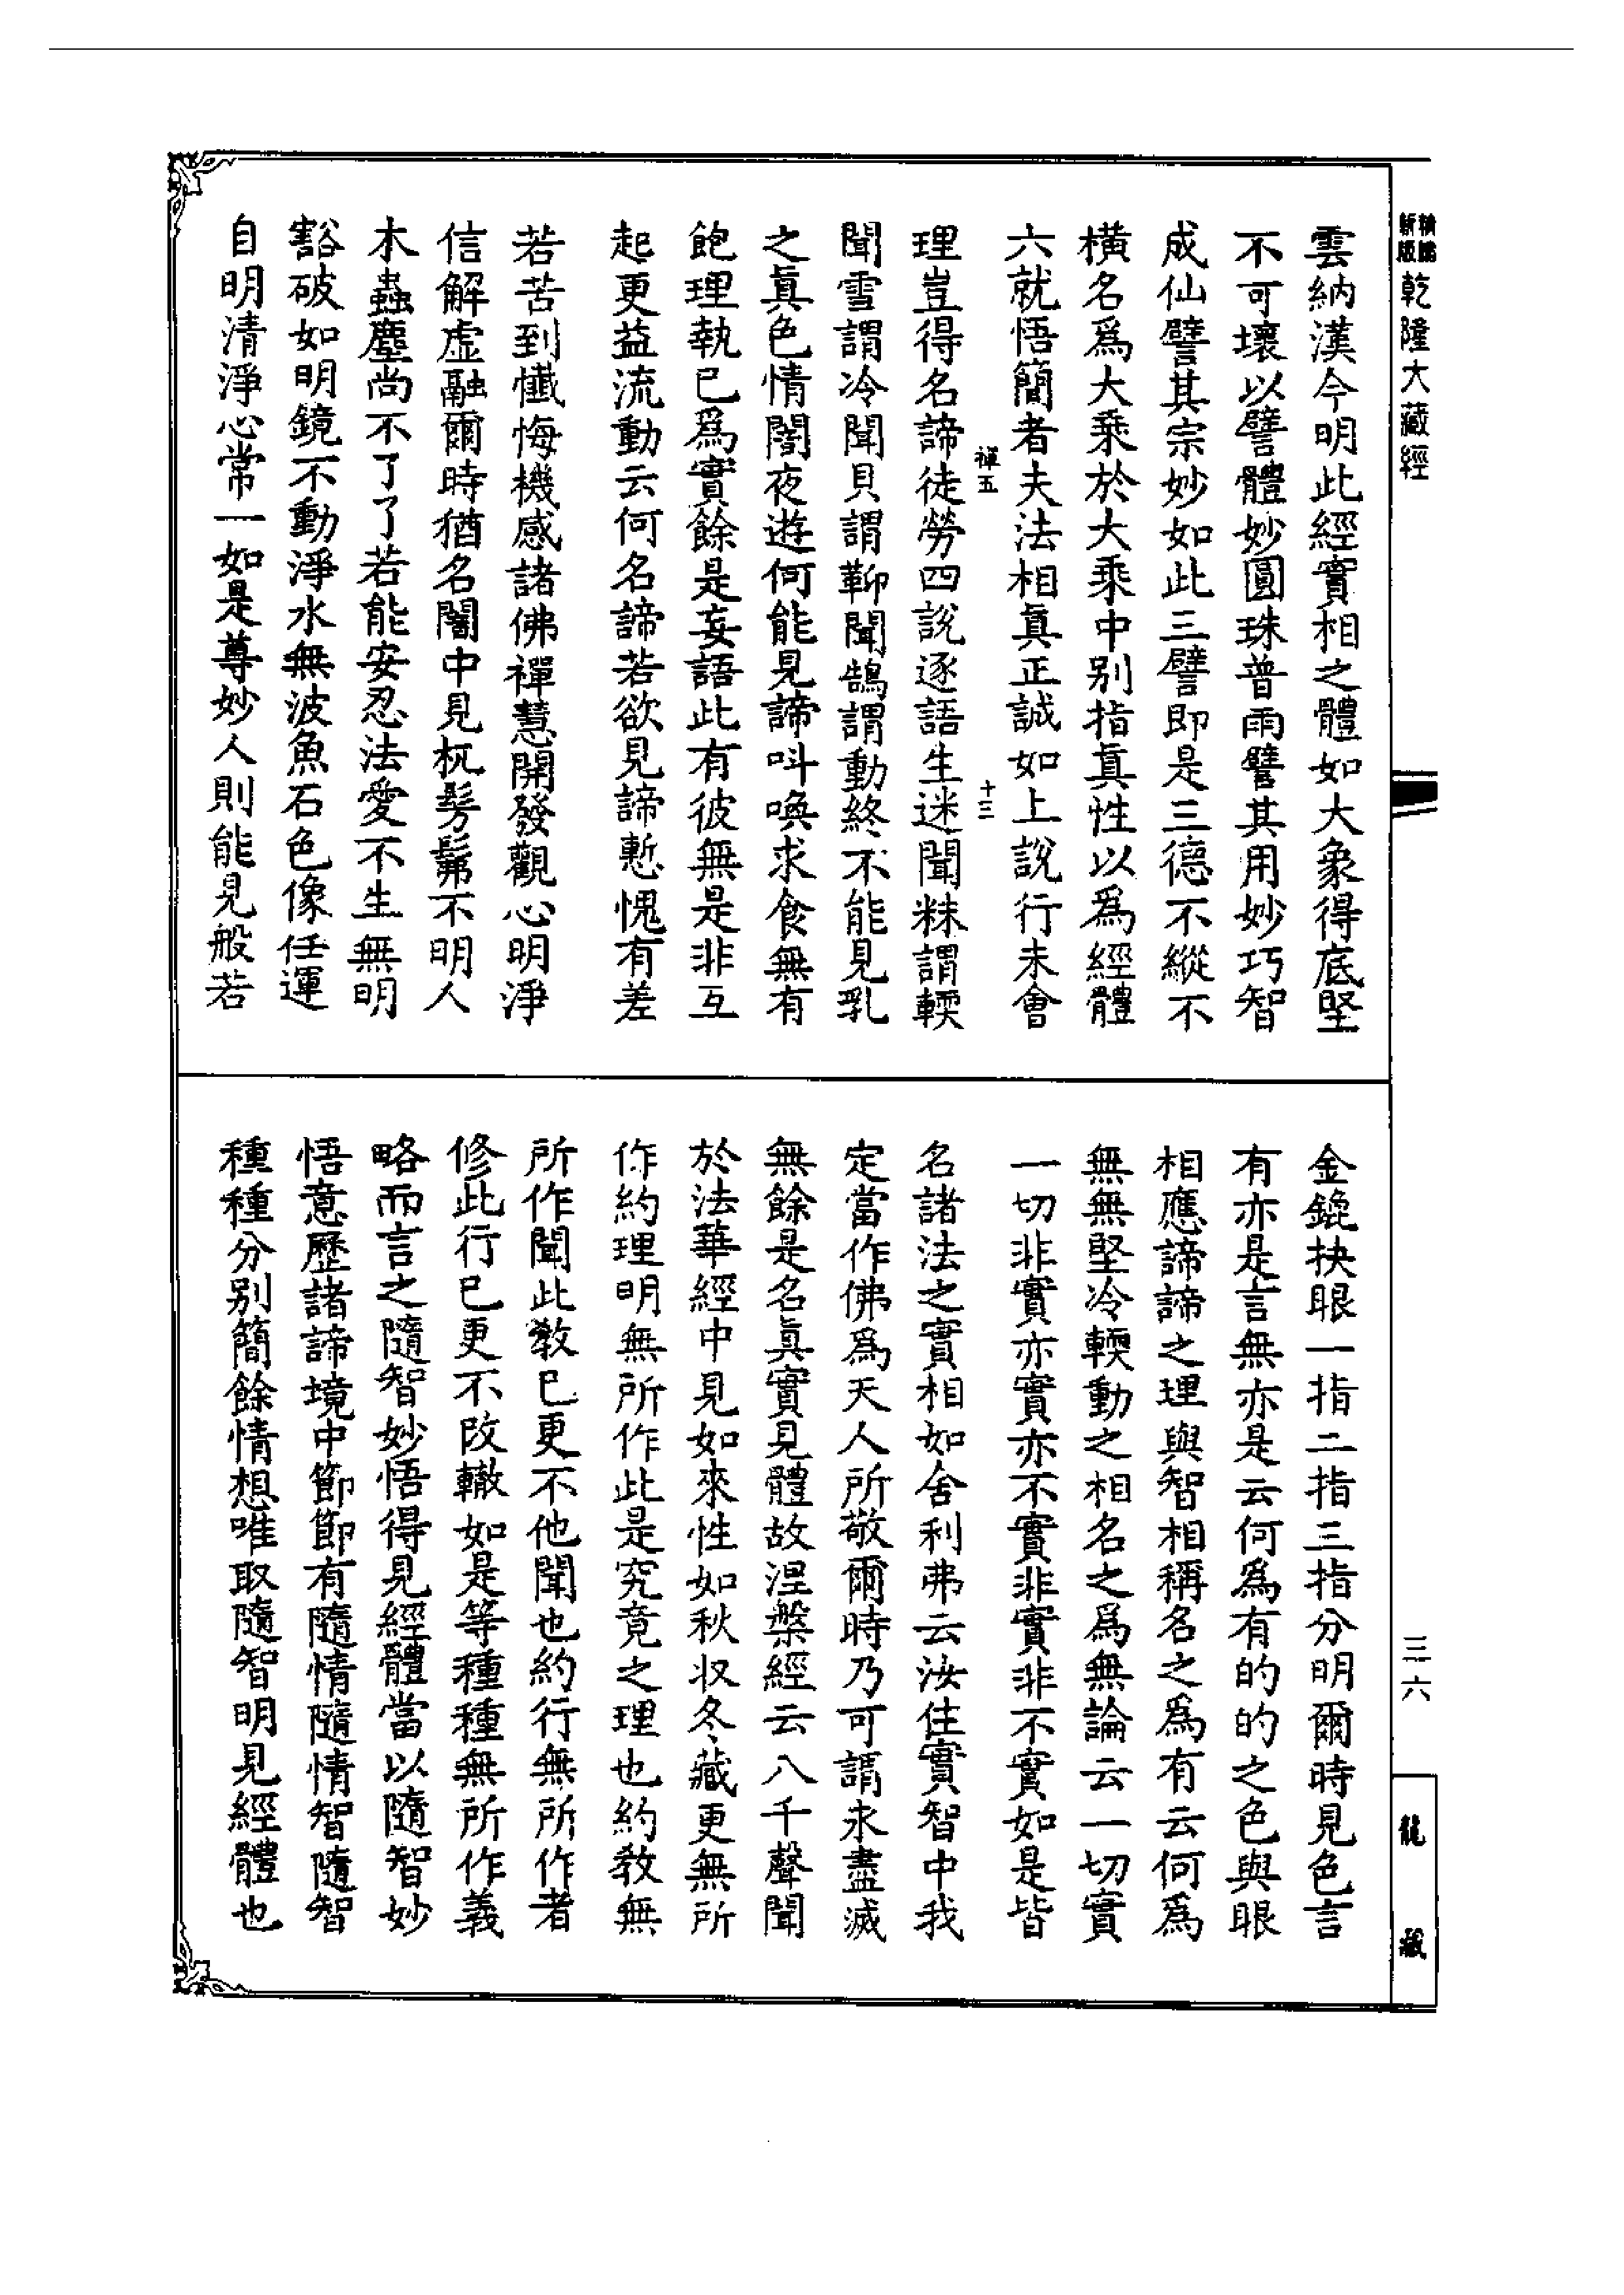 新版
乾隆大藏經
雲納漢今明此經實相之體如大象得底堅
不可壞以譬體妙圓珠普雨譬其用妙巧智
成仙譬其宗妙如此三譬即是三德不縱不
橫名爲大乘於大乘中別指眞性以爲經體
六就悟簡者夫法相眞正誠如上說行未會
禪五
十三
理豈得名諦徒勞四說逐語生迷聞粖謂輭
聞雪謂冷聞貝謂鞕聞鵠謂動終不能見乳
之眞色情闇夜遊何能見諦呌喚求食無有
飽理執已爲實餘是妄語此有彼無是非互
起更益流動云何名諦若欲見諦慙愧有差
若苦到懺悔機感諸佛禪慧開發觀心明淨
信解虛融爾時猶名闇中見杌髣髴不明人
木蟲塵尚不了了若能安忍法愛不生無明
豁破如明鏡不動淨水無波魚石色像任運
自明清淨心常一如是尊妙人則能見般若
金錍抉眼一指二指三指分明爾時見色言
有亦是言無亦是云何爲有的的之色與眼
相應諦諦之理與智相稱名之爲有云何爲
無無堅冷輭動之相名之爲無論云一切實
一切非實亦實亦不實非實非不實如是皆
名諸法之實相如舍利弗云汝住實智中我
定當作佛爲天人所敬爾時乃可謂永盡滅
無餘是名眞實見體故涅槃經云八千聲聞
於法華經中見如來性如秋收冬藏更無所
作約理明無所作此是究竟之理也約教無
所作聞此教已更不他聞也約行無所作者
修此行已更不改轍如是等種種無所作義
略而言之隨智妙悟得見經體當以隨智妙
悟意歷諸諦境中節節有隨情隨情智隨智
種種分別簡餘情想唯取隨智明見經體也
三六
龍藏